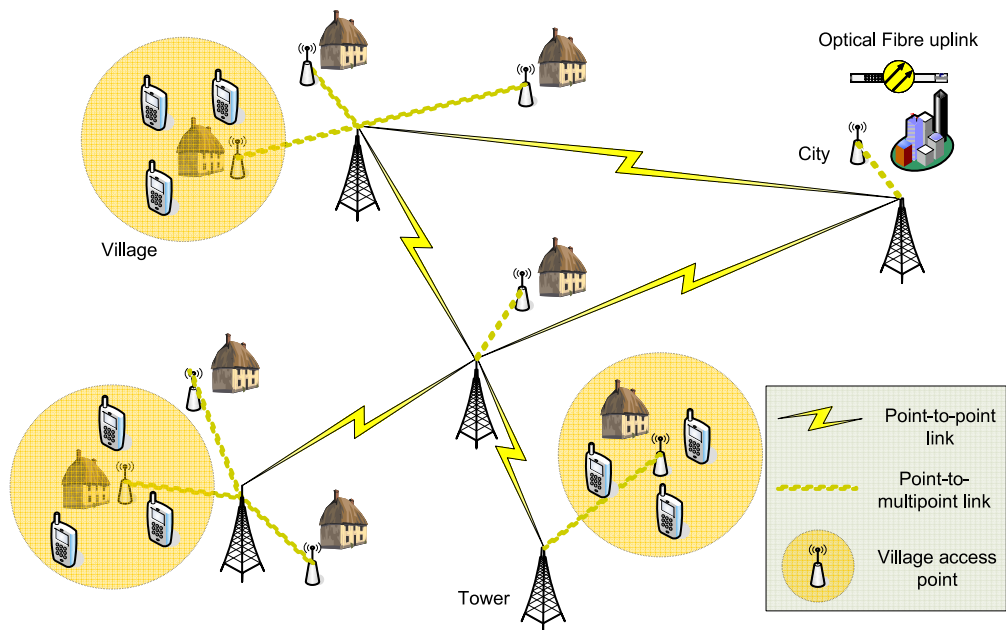 Optical Fibre uplink
City
Village
Tower
Point-to-point
link
Point-to-
multipoint link
Village access
point